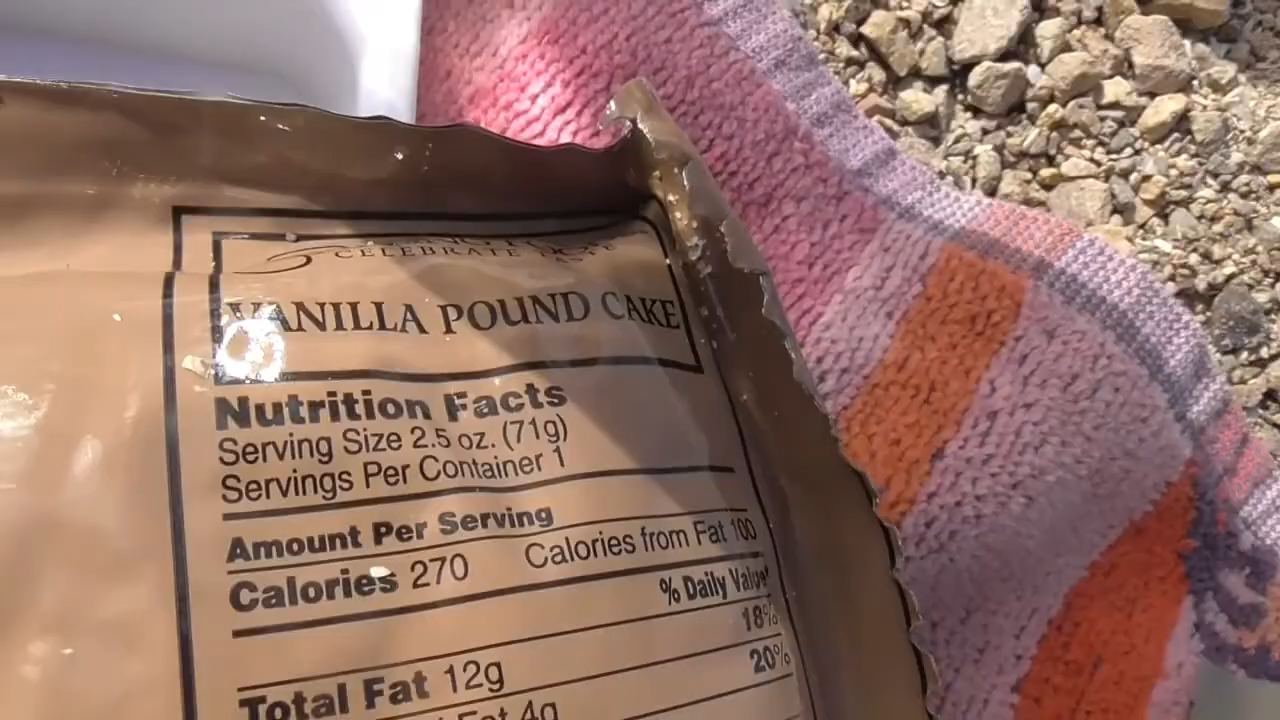 CELEBRATE
VANILLA POUND CAKE
Nutrition Facts
Serving Size 2.5 oz. (71g)
Servings Per Container 1
Amount Per Serving
Calories 270 Calories from Fat 100
% Daily Value*
18%
Total Fat 12g
20%
Fat 4g